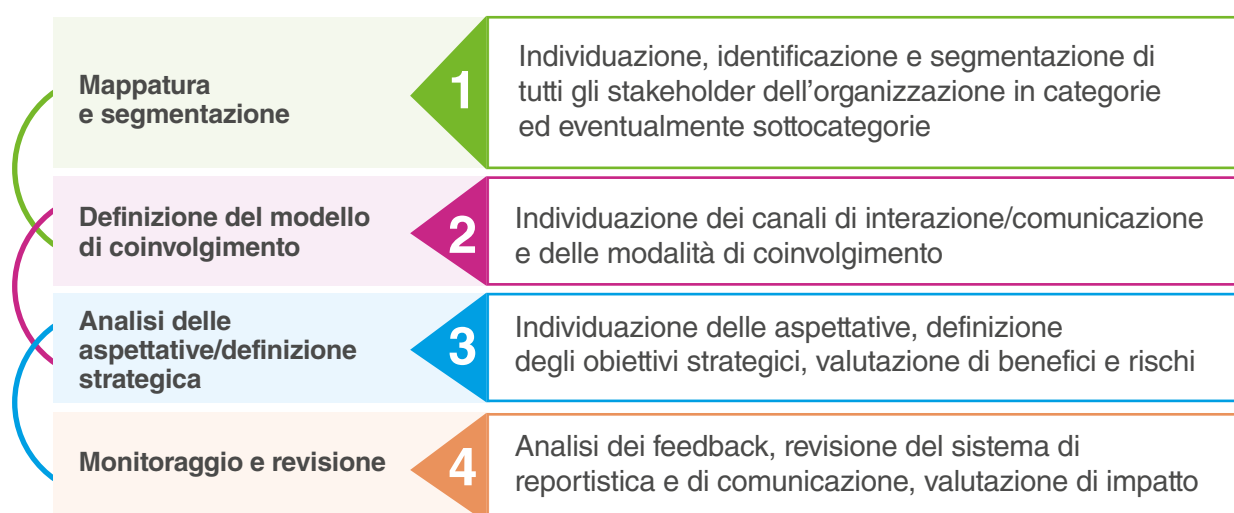 Mappatura
e segmentazione
1
Individuazione, identificazione e segmentazione di
tutti gli stakeholder dell’organizzazione in categorie
ed eventualmente sottocategorie
Definizione del modello
di coinvolgimento
2
Individuazione dei canali di interazione/comunicazione
e delle modalità di coinvolgimento
Analisi delle
aspettative/definizione
strategica
3
Individuazione delle aspettative, definizione
degli obiettivi strategici, valutazione di benefici e rischi
Monitoraggio e revisione
4
Analisi dei feedback, revisione del sistema di
reportistica e di comunicazione, valutazione di impatto